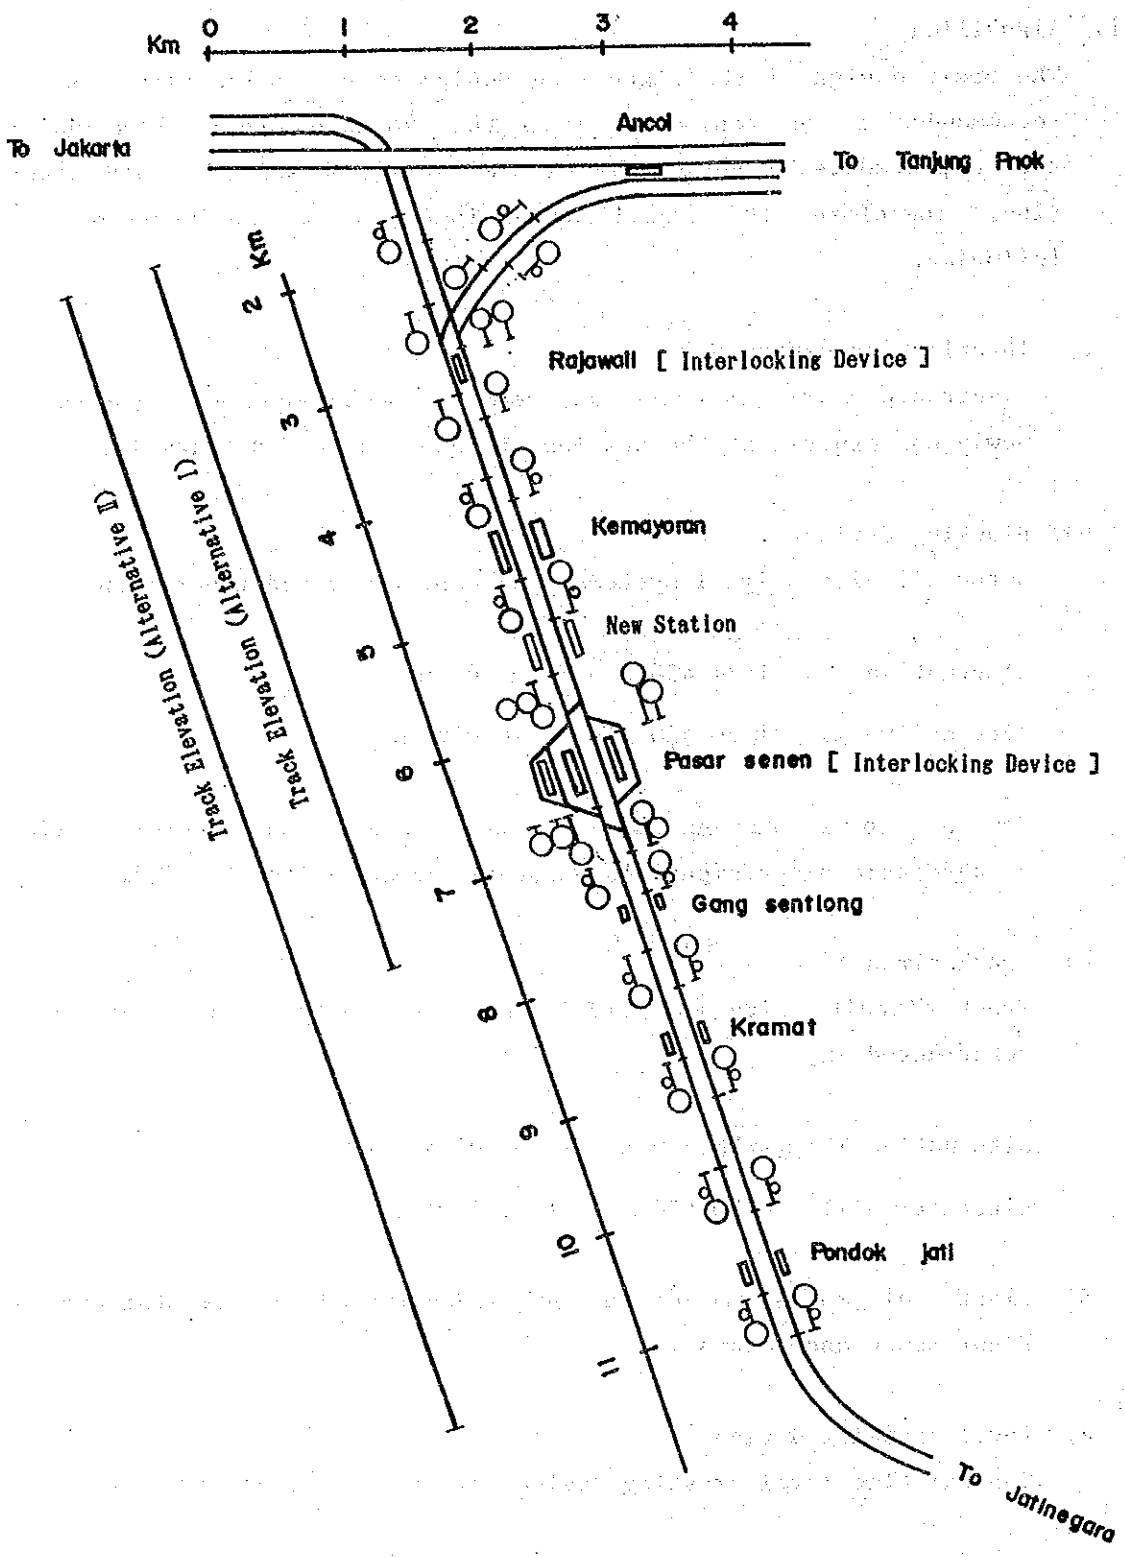 0 1 2 3 4
Km
Ancol
To Jakarta
To Tanjung Priok
Km
2
3
4
5
6
7
8
9
10
11
Rajawali [ Interlocking Device ]
Kemayoran
New Station
Pasar senen [ Interlocking Device ]
Gang sentiong
Kramat
Pondok jati
Track Elevation (Alternative I)
Track Elevation (Alternative II)
To Jatinegara